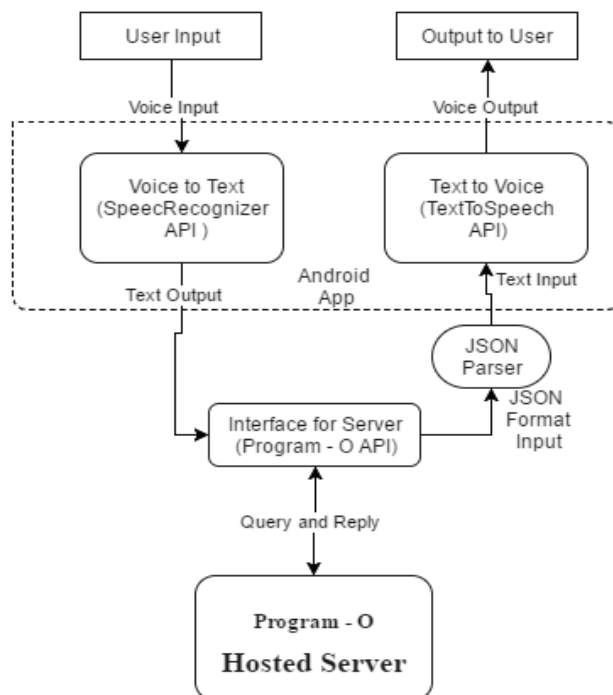 User Input
Output to User
Voice Input
Voice Output
Voice to Text
(SpeecRecognizer
API )
Text to Voice
(TextToSpeech
API)
Text Output
Android
App
Text Input
JSON
Parser
JSON
Format
Input
Interface for Server
(Program - O API)
Query and Reply
Program - O
Hosted Server